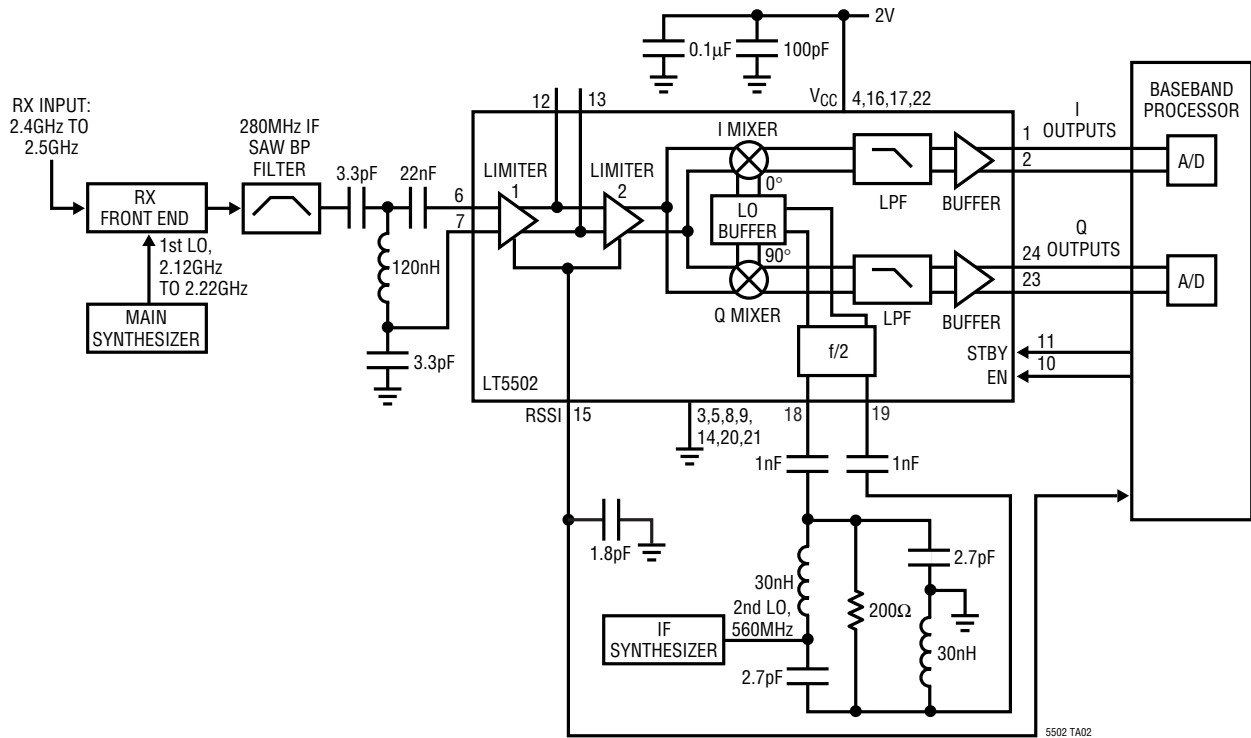 2V
0.1µF
100pF
12
13
VCC
4,16,17,22
RX INPUT:
2.4GHz TO
2.5GHz
280MHz IF
SAW BP
FILTER
3.3pF
22nF
RX
FRONT END
1st LO,
2.12GHz
TO 2.22GHz
MAIN
SYNTHESIZER
120nH
3.3pF
6
7
LIMITER
1
LIMITER
2
I MIXER
0°
LO
BUFFER
90°
Q MIXER
LPF
BUFFER
LPF
BUFFER
f/2
1
I
OUTPUTS
2
Q
24
OUTPUTS
23
BASEBAND
PROCESSOR
A/D
A/D
STBY
11
EN
10
LT5502
RSSI
15
3,5,8,9,
14,20,21
18
19
1nF
1nF
1.8pF
30nH
2nd LO,
560MHz
IF
SYNTHESIZER
200Ω
2.7pF
30nH
2.7pF
5502 TA02